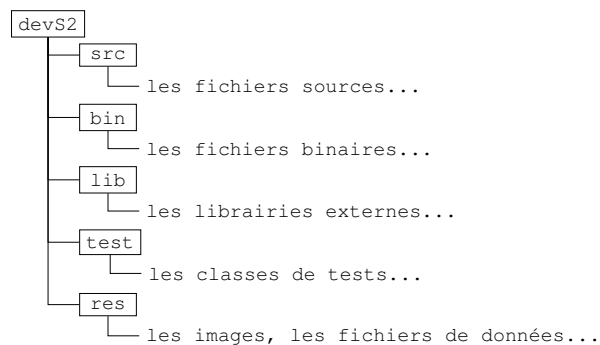 devS2
src
les fichiers sources...
bin
les fichiers binaires...
lib
les librairies externes...
test
les classes de tests...
res
les images, les fichiers de données...